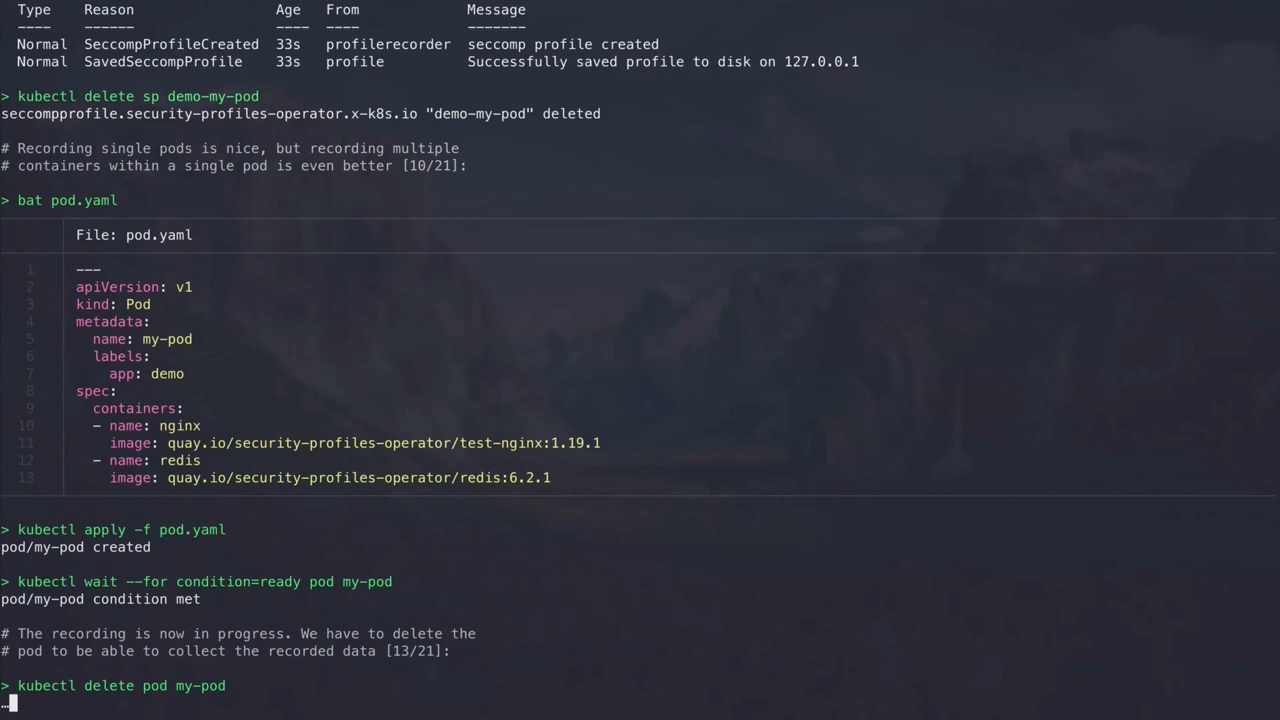 Type Reason Age From Message
---- ------ ---- ---- -------
Normal SeccompProfileCreated 33s profilerecorder seccomp profile created
Normal SavedSeccompProfile 33s profile Successfully saved profile to disk on 127.0.0.1
> kubectl delete sp demo-my-pod
seccompprofile.security-profiles-operator.x-k8s.io "demo-my-pod" deleted
# Recording single pods is nice, but recording multiple
# containers within a single pod is even better [10/21]:
> bat pod.yaml
File: pod.yaml
1 ---
2 apiVersion: v1
3 kind: Pod
4 metadata:
5 name: my-pod
6 labels:
7 app: demo
8 spec:
9 containers:
10 - name: nginx
11 image: quay.io/security-profiles-operator/test-nginx:1.19.1
12 - name: redis
13 image: quay.io/security-profiles-operator/redis:6.2.1
> kubectl apply -f pod.yaml
pod/my-pod created
> kubectl wait --for condition=ready pod my-pod
pod/my-pod condition met
# The recording is now in progress. We have to delete the
# pod to be able to collect the recorded data [13/21]:
> kubectl delete pod my-pod
…